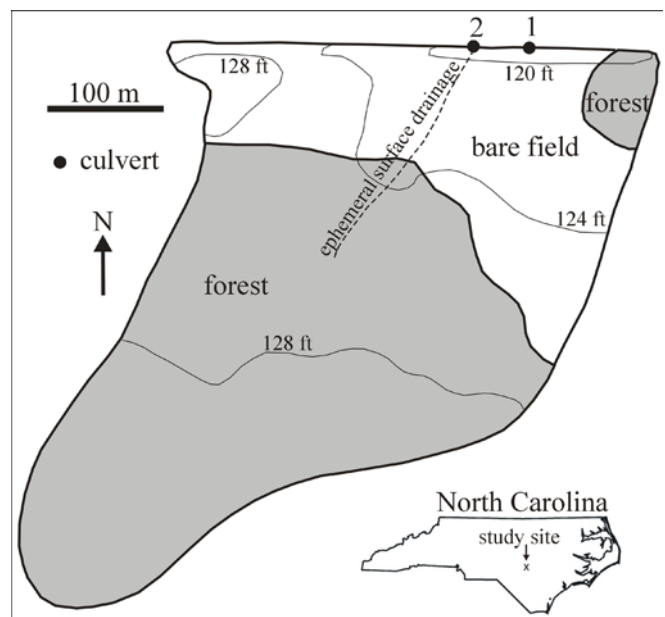 2 1
128 ft
120 ft
100 m
forest
culvert
bare field
ephemeral surface drainage
N
124 ft
forest
128 ft
North Carolina
study site
x